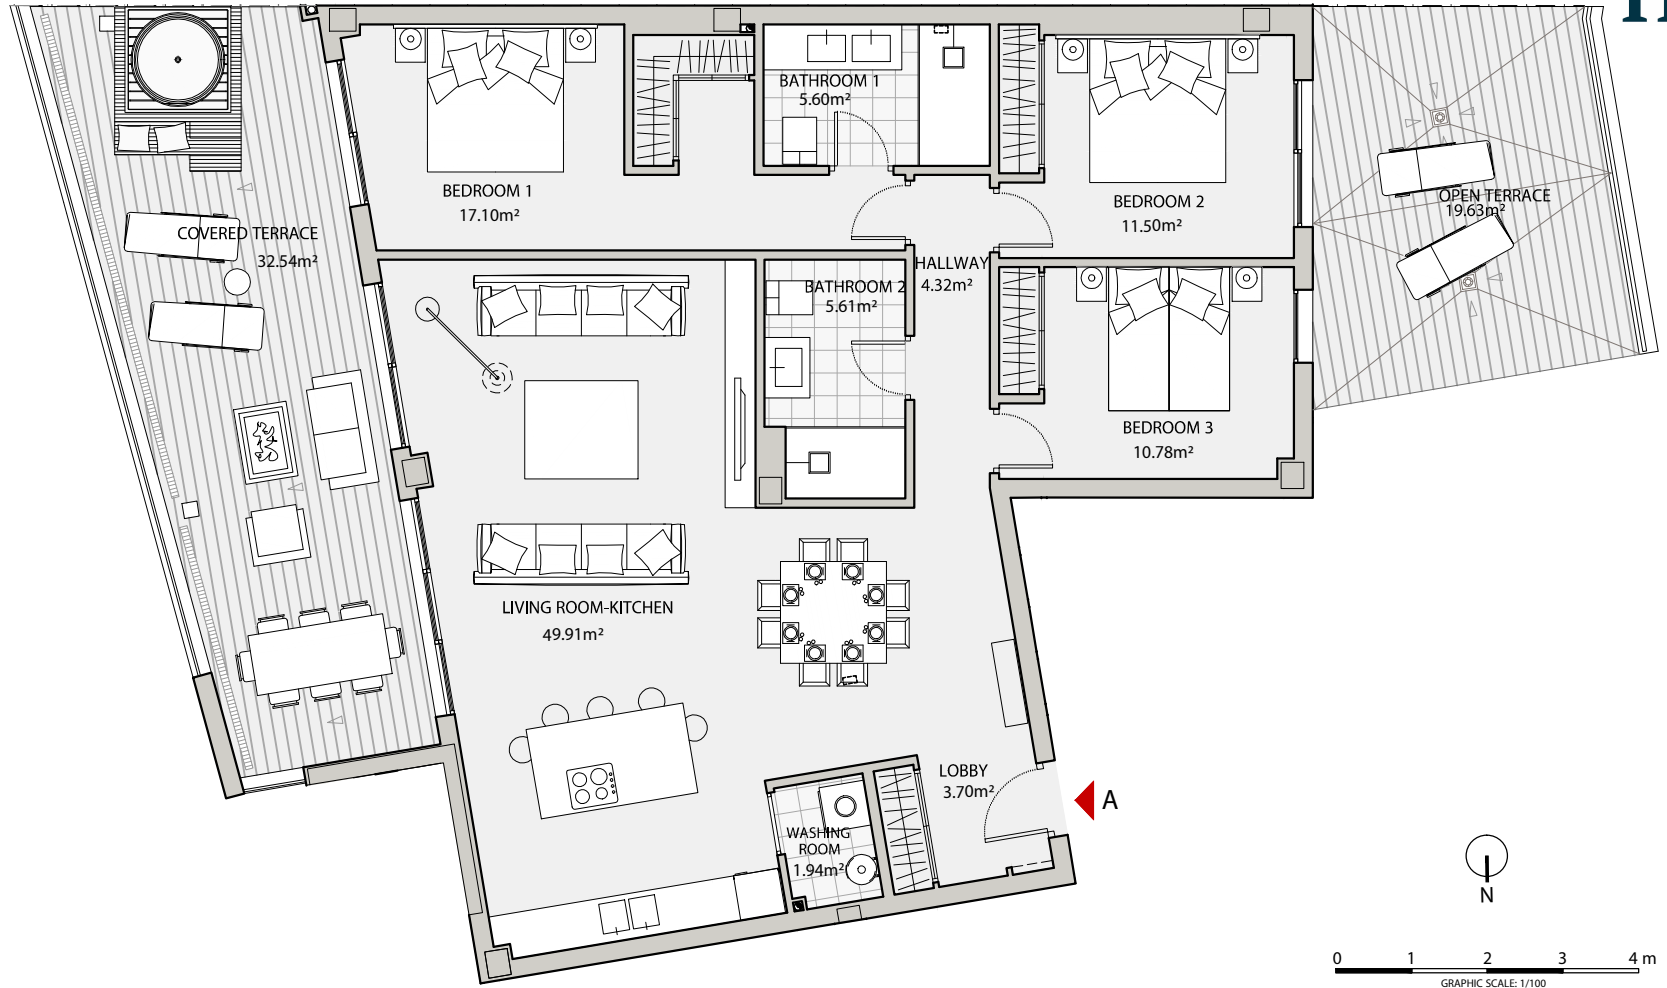 BATHROOM 1
5.60m²
BEDROOM 1
17.10m²
BEDROOM 2
11.50m²
OPEN TERRACE
19.63m²
COVERED TERRACE
32.54m²
HALLWAY
4.32m²
BATHROOM 2
5.61m²
BEDROOM 3
10.78m²
LIVING ROOM-KITCHEN
49.91m²
LOBBY
3.70m²
A
WASHING
ROOM
1.94m²
N
0 1 2 3 4 m
GRAPHIC SCALE: 1/100